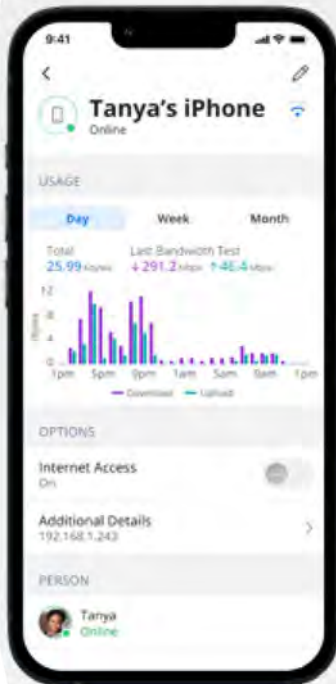 9:41
Tanya's iPhone
Online
USAGE
Day Week Month
Total Last Bandwidth Test
25.99 ↓291.2 Mbps ↑46.4 Mbps
12
8
4
0
1pm 5pm 9pm 1am 5am 9am 1pm
Download Upload
OPTIONS
Internet Access
On
Additional Details
192.168.1.243
PERSON
Tanya
Online